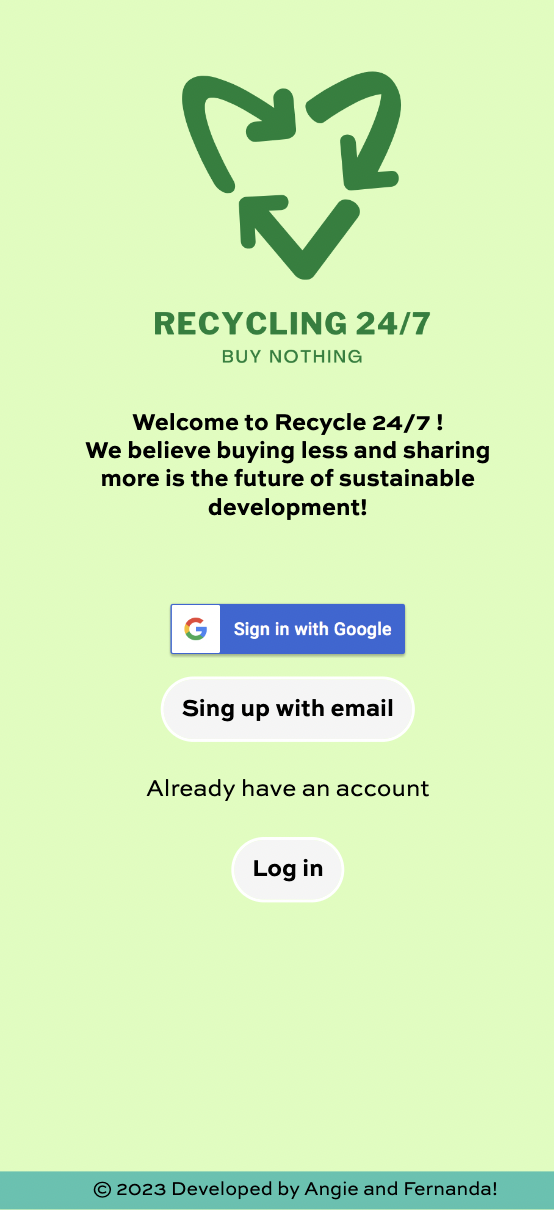 RECYCLING 24/7
BUY NOTHING
Welcome to Recycle 24/7 !
We believe buying less and sharing
more is the future of sustainable
development!
Sign in with Google
Sing up with email
Already have an account
Log in
© 2023 Developed by Angie and Fernanda!